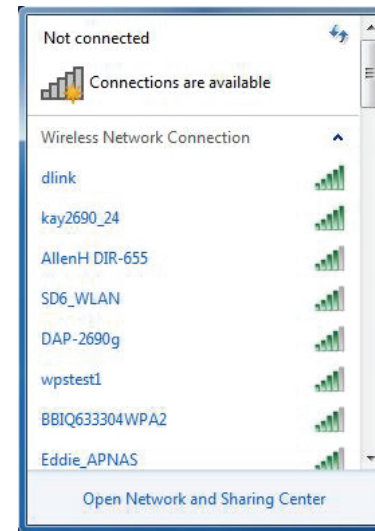 Not connected
Connections are available
Wireless Network Connection
dlink
kay2690_24
AllenH DIR-655
SD6_WLAN
DAP-2690g
wpstest1
BBIQ633304WPA2
Eddie_APNAS
Open Network and Sharing Center